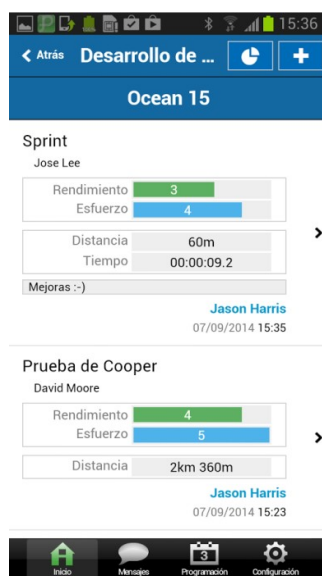 15:36
Atrás Desarrollo de ...
Ocean 15
Sprint
Jose Lee
Rendimiento 3
Esfuerzo 4
Distancia 60m
Tiempo 00:00:09.2
Mejoras :-)
Jason Harris
07/09/2014 15:35
Prueba de Cooper
David Moore
Rendimiento 4
Esfuerzo 5
Distancia 2km 360m
Jason Harris
07/09/2014 15:23
3
Inicio Mensajes Programación Configuración